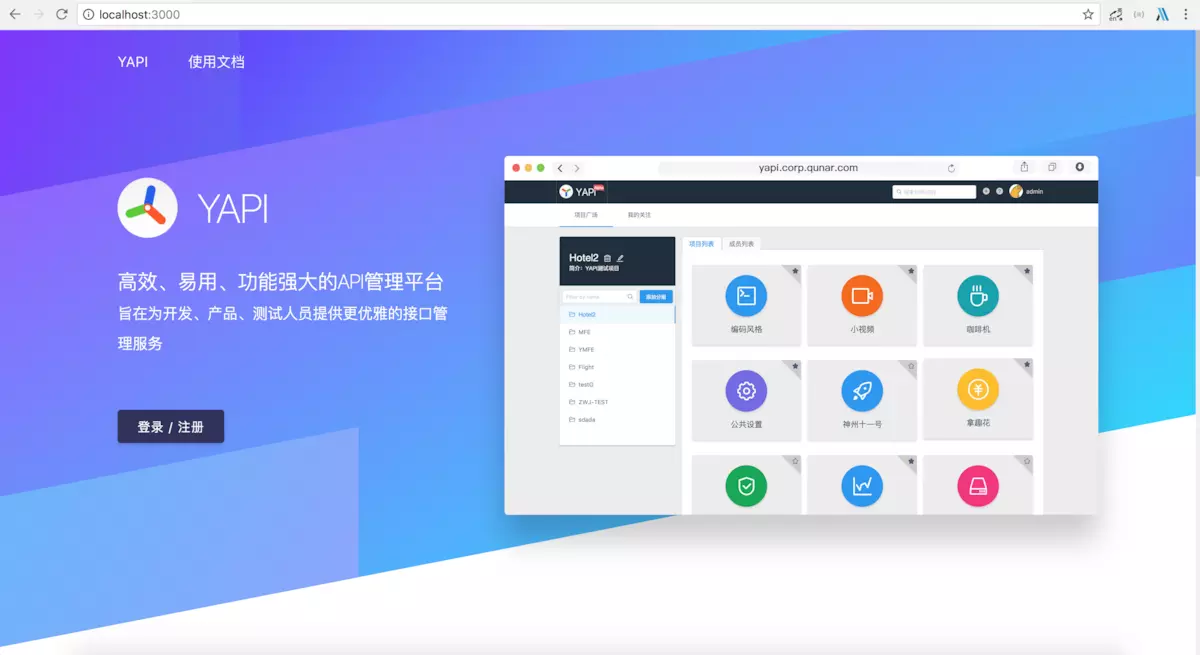 localhost:3000
YAPI 使用文档
YAPI
高效、易用、功能强大的API管理平台
旨在为开发、产品、测试人员提供更优雅的接口管
理服务
登录 / 注册
yapi.corp.qunar.com
YAPI
admin
项目广场 我的关注
Hotel2
简介: YAPI测试项目
Filter by name 添加分组
Hotel2
MFE
YMFE
Flight
test0
ZWJ-TEST
edaile
项目列表 成员列表
编码风格 小视频 咖啡机
公共设置 神州十一号 拿趣花